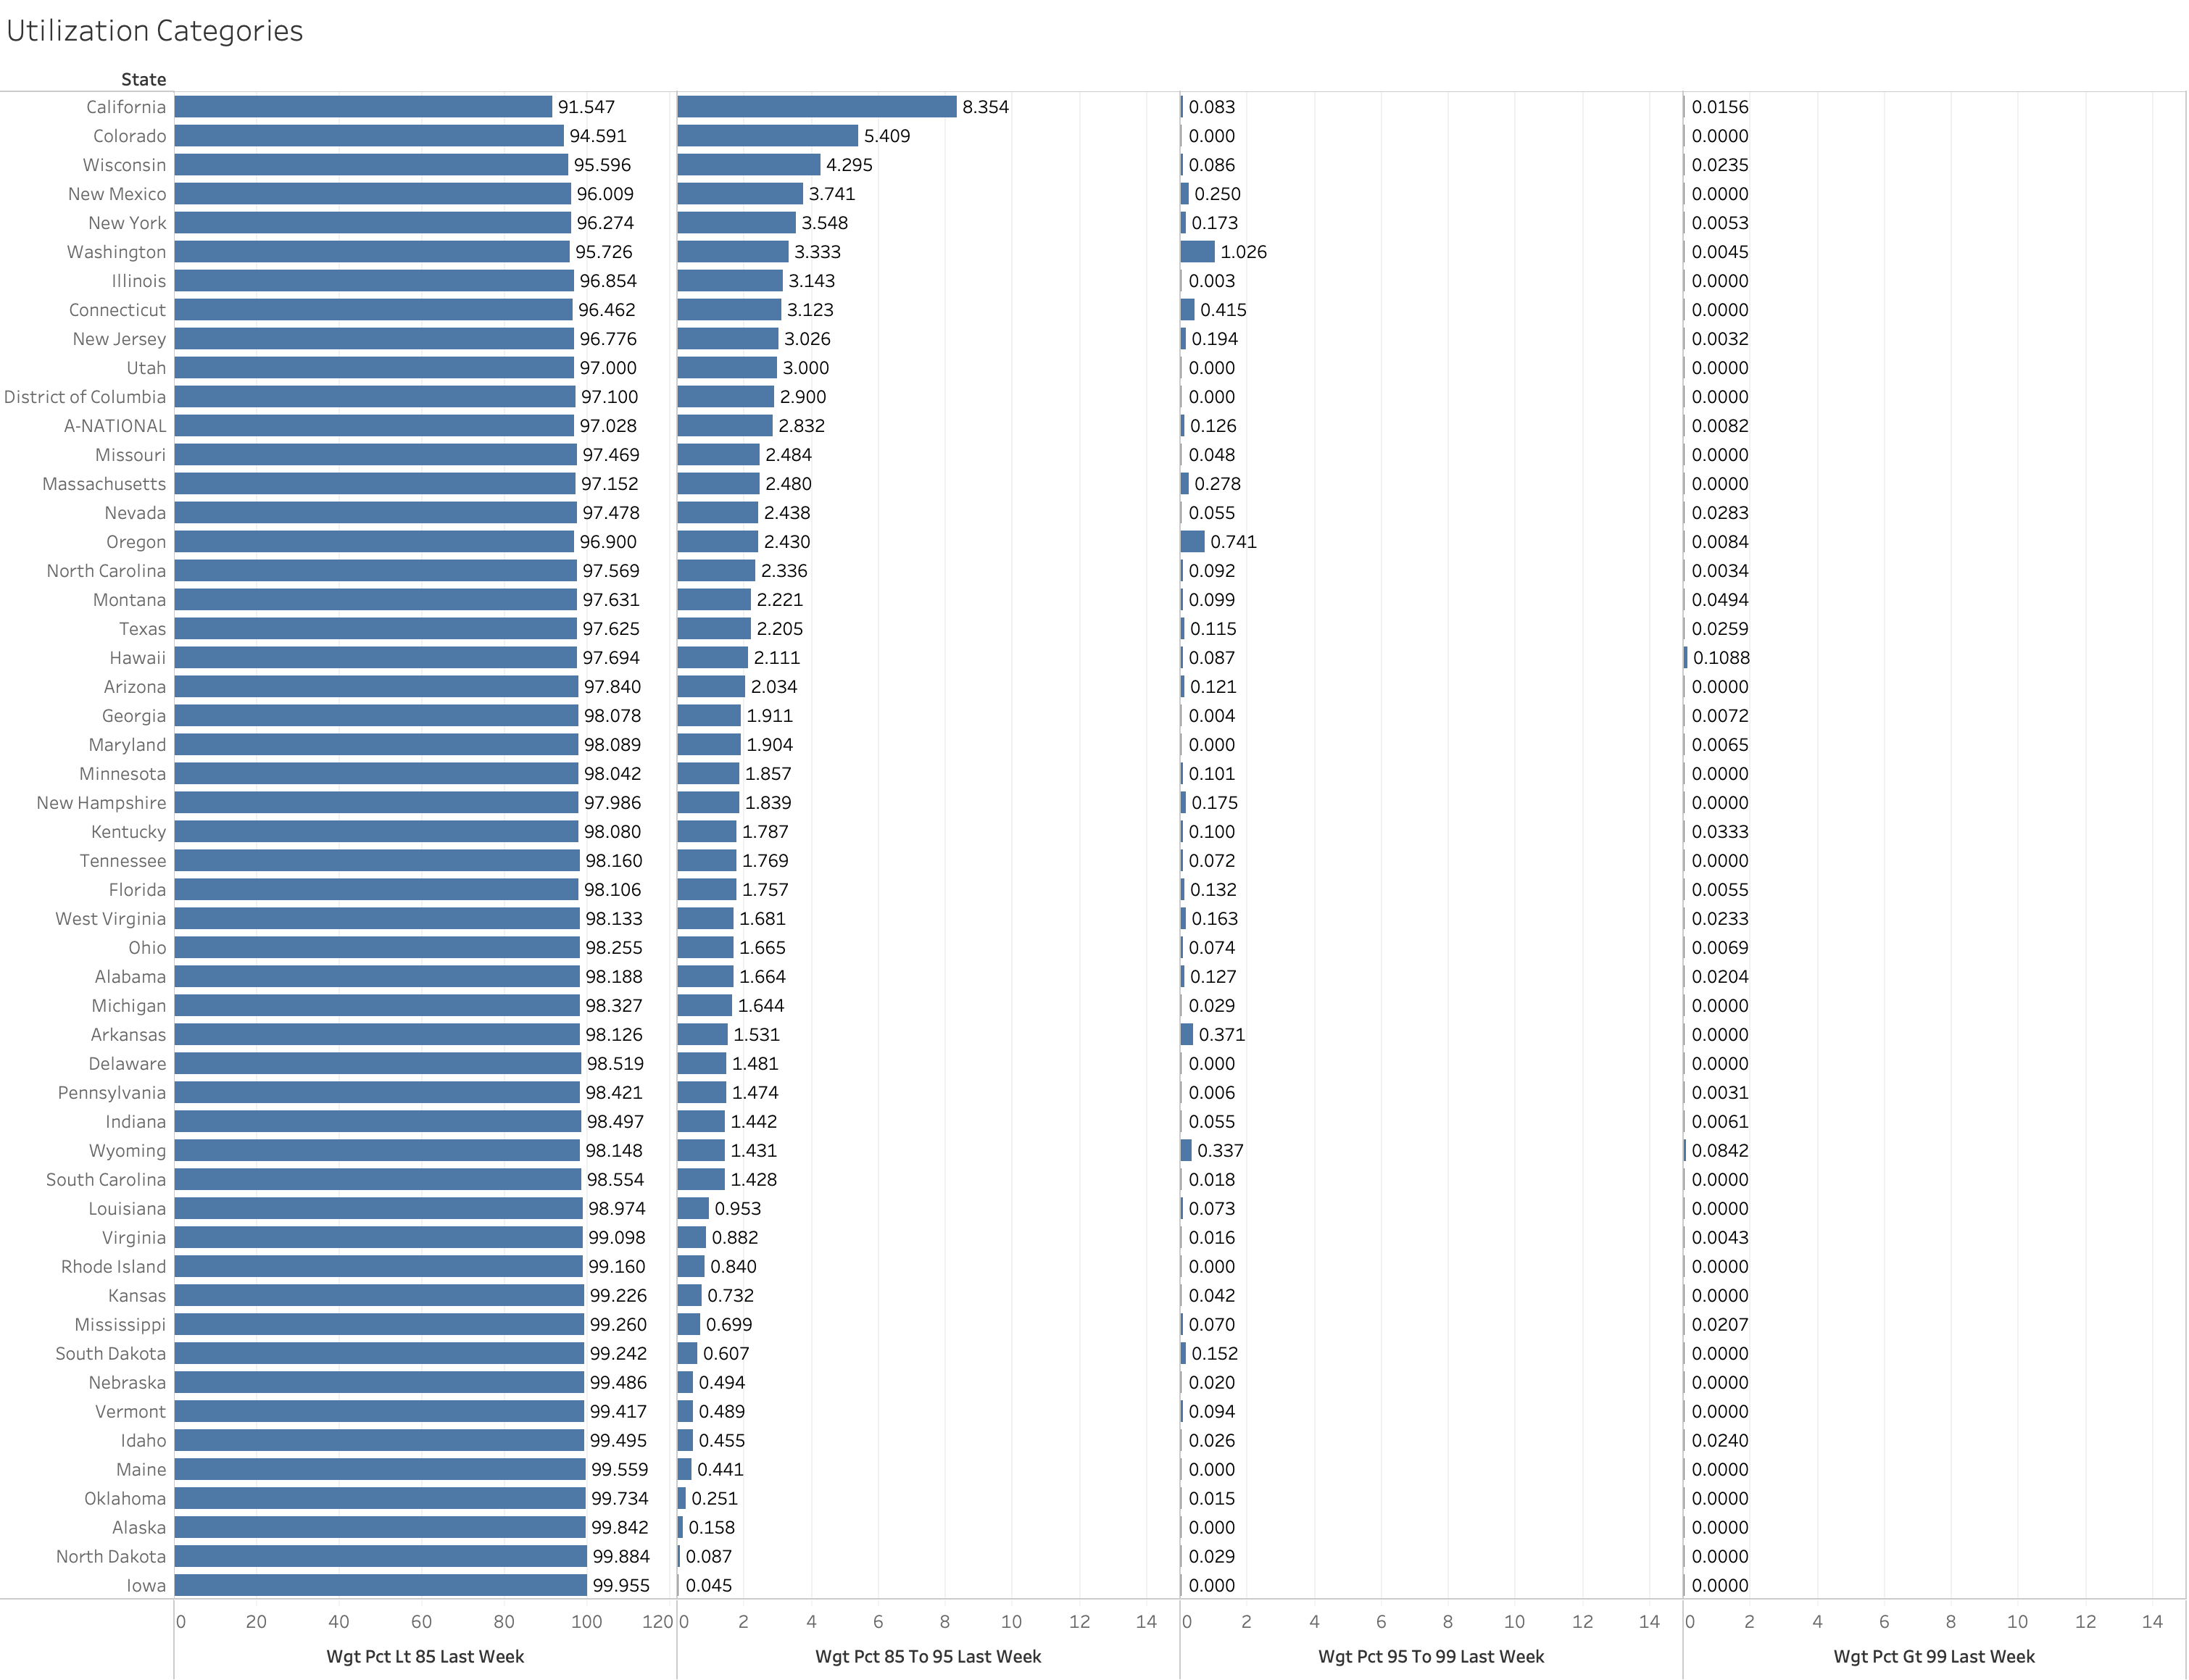 Utilization Categories
State
California 91.547 8.354 0.083 0.0156
Colorado 94.591 5.409 0.000 0.0000
Wisconsin 95.596 4.295 0.086 0.0235
New Mexico 96.009 3.741 0.250 0.0000
New York 96.274 3.548 0.173 0.0053
Washington 95.726 3.333 1.026 0.0045
Illinois 96.854 3.143 0.003 0.0000
Connecticut 96.462 3.123 0.415 0.0000
New Jersey 96.776 3.026 0.194 0.0032
Utah 97.000 3.000 0.000 0.0000
District of Columbia 97.100 2.900 0.000 0.0000
A-NATIONAL 97.028 2.832 0.126 0.0082
Missouri 97.469 2.484 0.048 0.0000
Massachusetts 97.152 2.480 0.278 0.0000
Nevada 97.478 2.438 0.055 0.0283
Oregon 96.900 2.430 0.741 0.0084
North Carolina 97.569 2.336 0.092 0.0034
Montana 97.631 2.221 0.099 0.0494
Texas 97.625 2.205 0.115 0.0259
Hawaii 97.694 2.111 0.087 0.1088
Arizona 97.840 2.034 0.121 0.0000
Georgia 98.078 1.911 0.004 0.0072
Maryland 98.089 1.904 0.000 0.0065
Minnesota 98.042 1.857 0.101 0.0000
New Hampshire 97.986 1.839 0.175 0.0000
Kentucky 98.080 1.787 0.100 0.0333
Tennessee 98.160 1.769 0.072 0.0000
Florida 98.106 1.757 0.132 0.0055
West Virginia 98.133 1.681 0.163 0.0233
Ohio 98.255 1.665 0.074 0.0069
Alabama 98.188 1.664 0.127 0.0204
Michigan 98.327 1.644 0.029 0.0000
Arkansas 98.126 1.531 0.371 0.0000
Delaware 98.519 1.481 0.000 0.0000
Pennsylvania 98.421 1.474 0.006 0.0031
Indiana 98.497 1.442 0.055 0.0061
Wyoming 98.148 1.431 0.337 0.0842
South Carolina 98.554 1.428 0.018 0.0000
Louisiana 98.974 0.953 0.073 0.0000
Virginia 99.098 0.882 0.016 0.0043
Rhode Island 99.160 0.840 0.000 0.0000
Kansas 99.226 0.732 0.042 0.0000
Mississippi 99.260 0.699 0.070 0.0207
South Dakota 99.242 0.607 0.152 0.0000
Nebraska 99.486 0.494 0.020 0.0000
Vermont 99.417 0.489 0.094 0.0000
Idaho 99.495 0.455 0.026 0.0240
Maine 99.559 0.441 0.000 0.0000
Oklahoma 99.734 0.251 0.015 0.0000
Alaska 99.842 0.158 0.000 0.0000
North Dakota 99.884 0.087 0.029 0.0000
Iowa 99.955 0.045 0.000 0.0000
0 20 40 60 80 100 120 0 2 4 6 8 10 12 14 0 2 4 6 8 10 12 14 0 2 4 6 8 10 12 14
Wgt Pct Lt 85 Last Week Wgt Pct 85 To 95 Last Week Wgt Pct 95 To 99 Last Week Wgt Pct Gt 99 Last Week